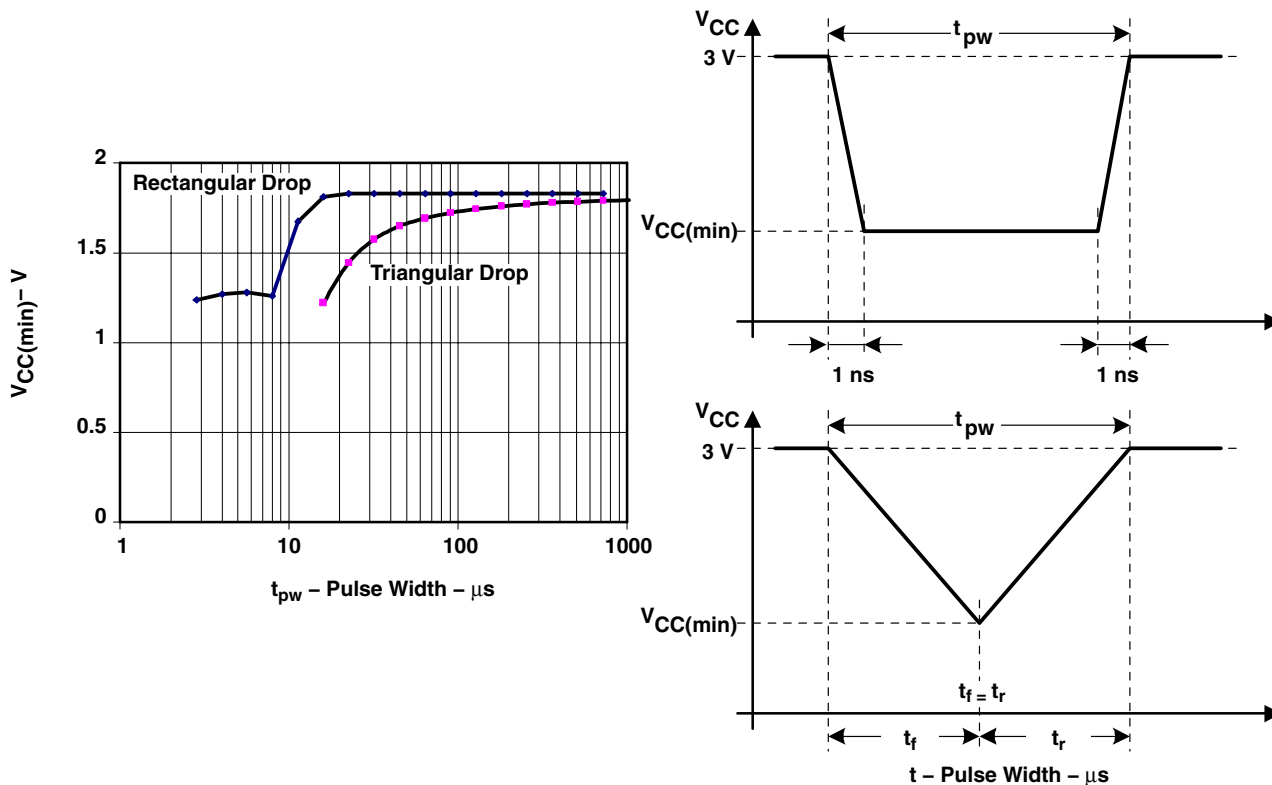 2
1.5
1
0.5
0
VCC(min)– V
Rectangular Drop
Triangular Drop
1
10
100
1000
tpw – Pulse Width – μs
VCC
tpw
3 V
VCC(min)
1 ns
1 ns
VCC
tpw
3 V
VCC(min)
tf = tr
tf
tr
t – Pulse Width – μs